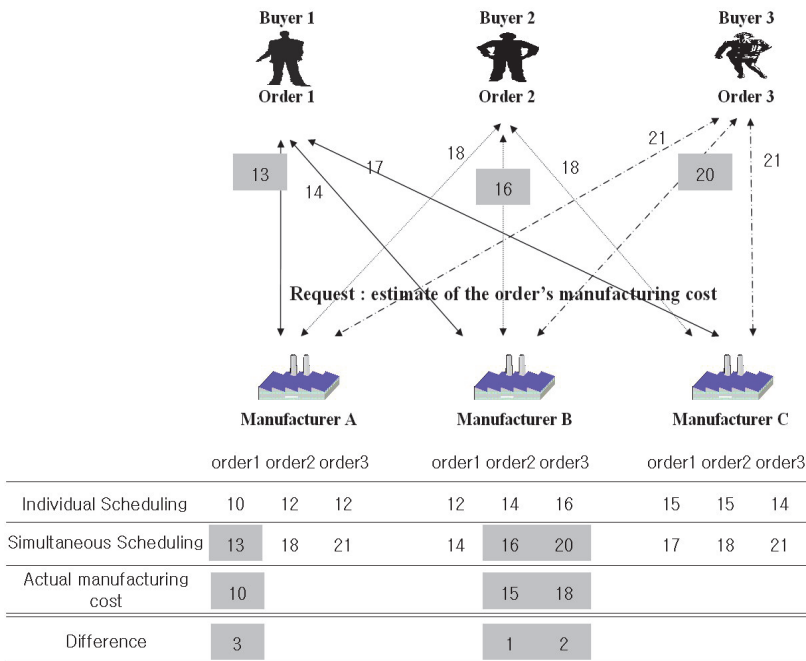 Buyer 1 Buyer 2 Buyer 3
Order 1 Order 2 Order 3
13 14 17 18 16 18 21 20 21
Request : estimate of the order's manufacturing cost
Manufacturer A Manufacturer B Manufacturer C
order1 order2 order3 order1 order2 order3 order1 order2 order3
Individual Scheduling 10 12 12 12 14 16 15 15 14
Simultaneous Scheduling 13 18 21 14 16 20 17 18 21
Actual manufacturing
cost 10 15 18
Difference 3 1 2